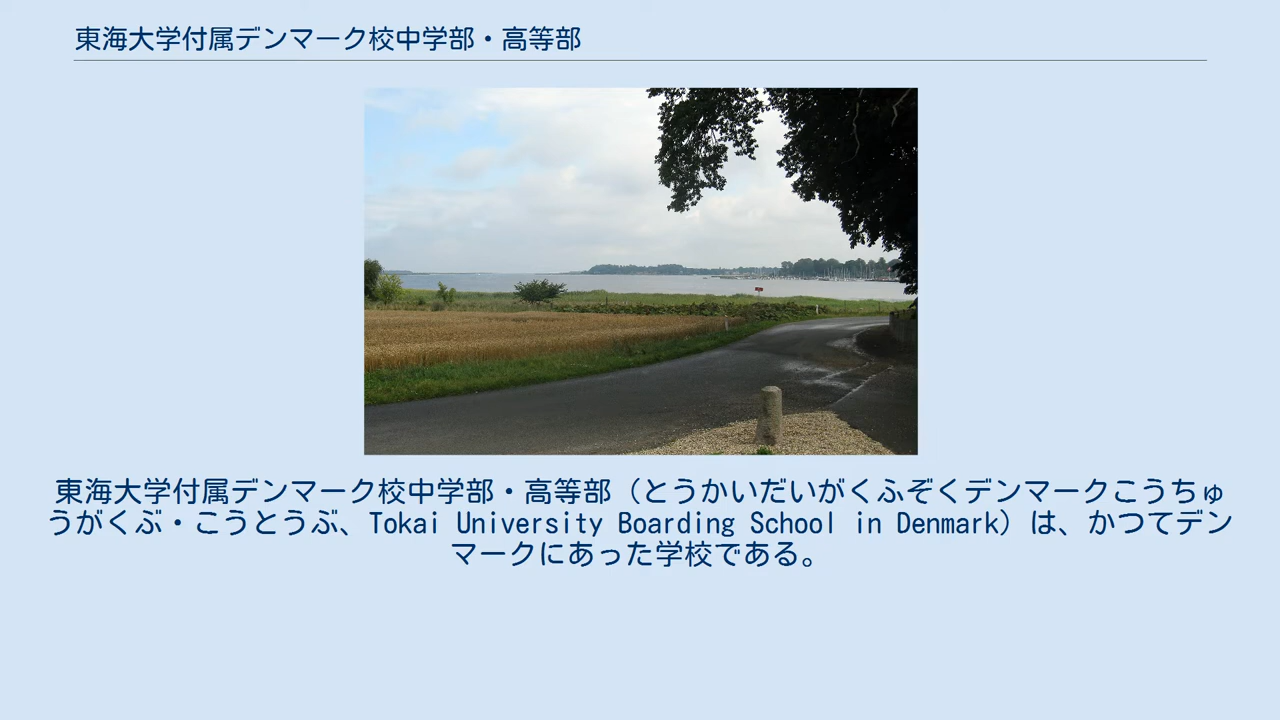 東海大学付属デンマーク校中学部・高等部
東海大学付属デンマーク校中学部・高等部（とうかいだいがくふぞくデンマークこうちゅ
うがくぶ・こうとうぶ、Tokai University Boarding School in Denmark）は、かつてデン
マークにあった学校である。